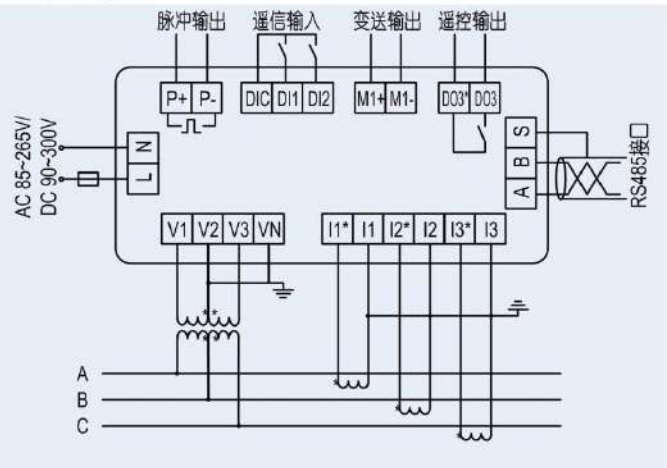 脉冲输出 遥信输入 变送输出 遥控输出
P+ P- DIC DI1 DI2 M1+ M1- DO3* DO3
AC 85~265V/
DC 90~300V
N
L
S
B
A
RS485接口
V1 V2 V3 VN I1* I1 I2* I2 I3* I3
* *
* *
A
*
B
*
C
*